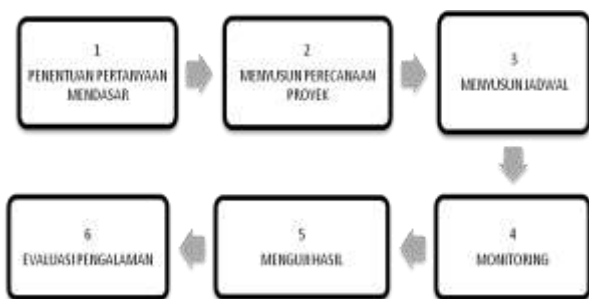 1
PENENTUAN PERTANYAAN
MENDASAR
2
MENYUSUN PERECANAAN
PROYEK
3
MENYUSUN JADWAL
4
MONITORING
5
MENGUJI HASIL
6
EVALUASI PENGALAMAN